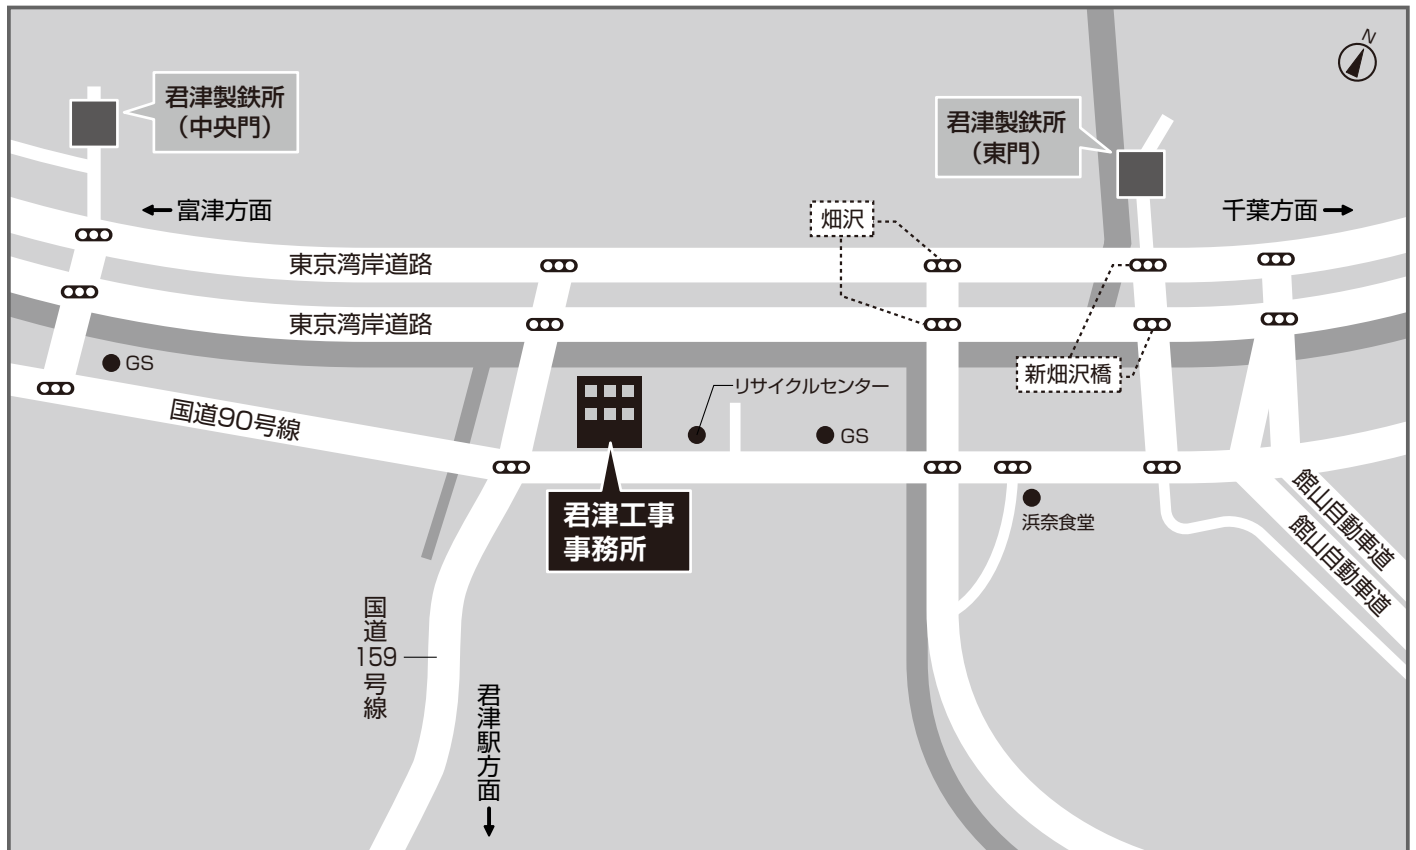 N
君津製鉄所
(中央門)
君津製鉄所
(東門)
←富津方面
畑沢
千葉方面→
東京湾岸道路
東京湾岸道路
GS
新畑沢橋
リサイクルセンター
国道90号線
GS
君津工事
事務所
浜奈食堂
館山自動車道
館山自動車道
国道159号線
君津駅方面
↓